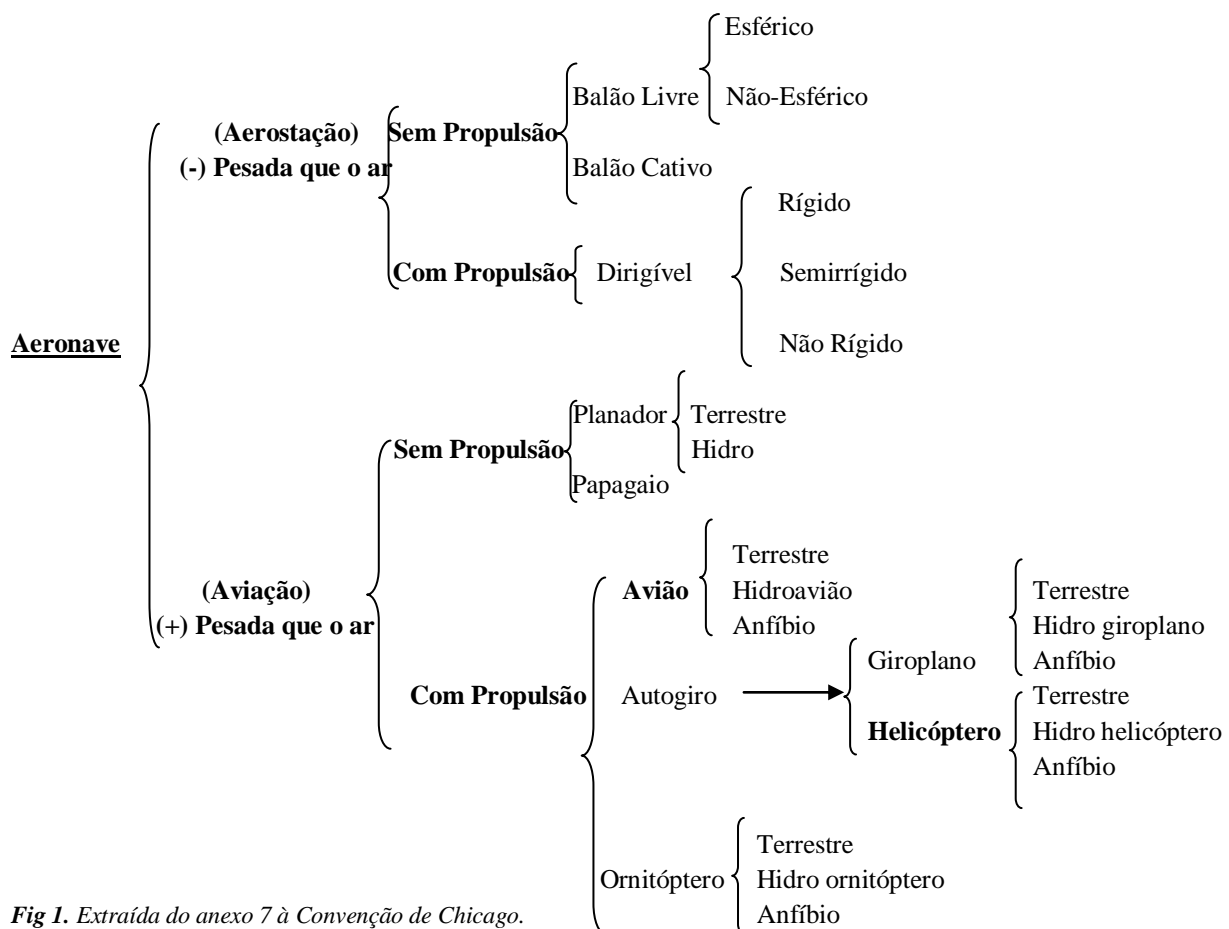 Esférico
Balão Livre
Não-Esférico
(Aerostação)
(-) Pesada que o ar
Sem Propulsão
Balão Cativo
Rígido
Com Propulsão
Dirigível
Semirrígido
Não Rígido
Aeronave
Planador
Terrestre
Sem Propulsão
Hidro
Papagaio
(Aviação)
(+) Pesada que o ar
Avião
Terrestre
Hidroavião
Anfíbio
Com Propulsão
Autogiro
Giroplano
Terrestre
Hidro giroplano
Anfíbio
Helicóptero
Terrestre
Hidro helicóptero
Anfíbio
Ornitóptero
Terrestre
Hidro ornitóptero
Anfíbio
Fig 1. Extraída do anexo 7 à Convenção de Chicago.